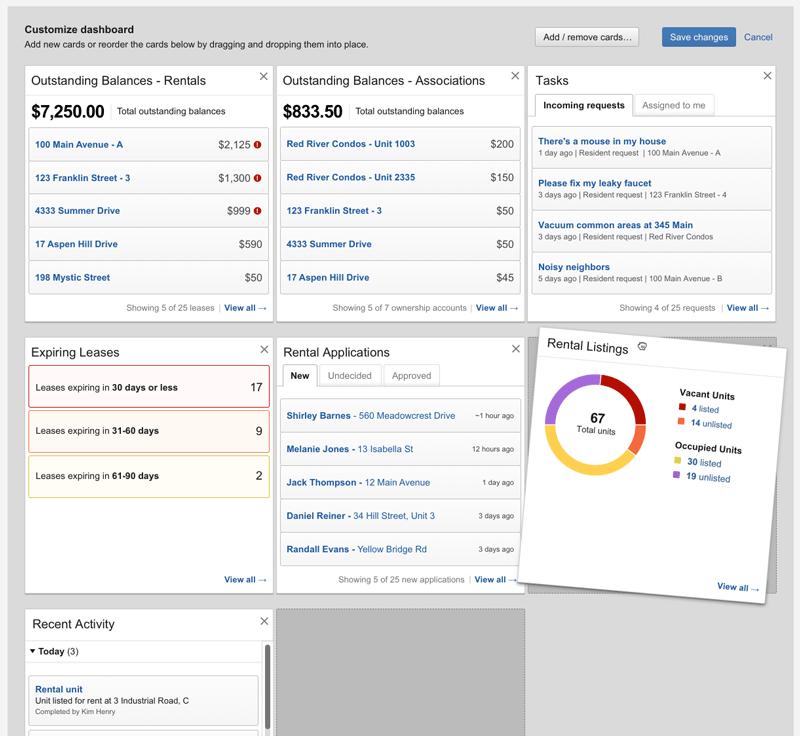 Customize dashboard
Add new cards or reorder the cards below by dragging and dropping them into place.
Add / remove cards…
Save changes
Cancel
Outstanding Balances - Rentals
$7,250.00 Total outstanding balances
100 Main Avenue - A $2,125
123 Franklin Street - 3 $1,300
4333 Summer Drive $999
17 Aspen Hill Drive $590
198 Mystic Street $50
Showing 5 of 25 leases | View all →
Outstanding Balances - Associations
$833.50 Total outstanding balances
Red River Condos - Unit 1003 $200
Red River Condos - Unit 2335 $150
123 Franklin Street - 3 $50
4333 Summer Drive $50
17 Aspen Hill Drive $45
Showing 5 of 7 ownership accounts | View all →
Tasks
Incoming requests Assigned to me
There's a mouse in my house
1 day ago | Resident request | 100 Main Avenue - A
Please fix my leaky faucet
3 days ago | Resident request | 123 Franklin Street - 4
Vacuum common areas at 345 Main
3 days ago | Resident request | Red River Condos
Noisy neighbors
5 days ago | Resident request | 100 Main Avenue - B
Showing 4 of 25 requests | View all →
Expiring Leases
Leases expiring in 30 days or less 17
Leases expiring in 31-60 days 9
Leases expiring in 61-90 days 2
View all →
Rental Applications
New Undecided Approved
Shirley Barnes - 560 Meadowcrest Drive ~1 hour ago
Melanie Jones - 13 Isabella St 12 hours ago
Jack Thompson - 12 Main Avenue 1 day ago
Daniel Reiner - 34 Hill Street, Unit 3 3 days ago
Randall Evans - Yellow Bridge Rd 3 days ago
Showing 5 of 25 new applications | View all →
Rental Listings
67
Total units
Vacant Units
4 listed
14 unlisted
Occupied Units
30 listed
19 unlisted
View all →
Recent Activity
Today (3)
Rental unit
Unit listed for rent at 3 Industrial Road, C
Completed by Kim Henry